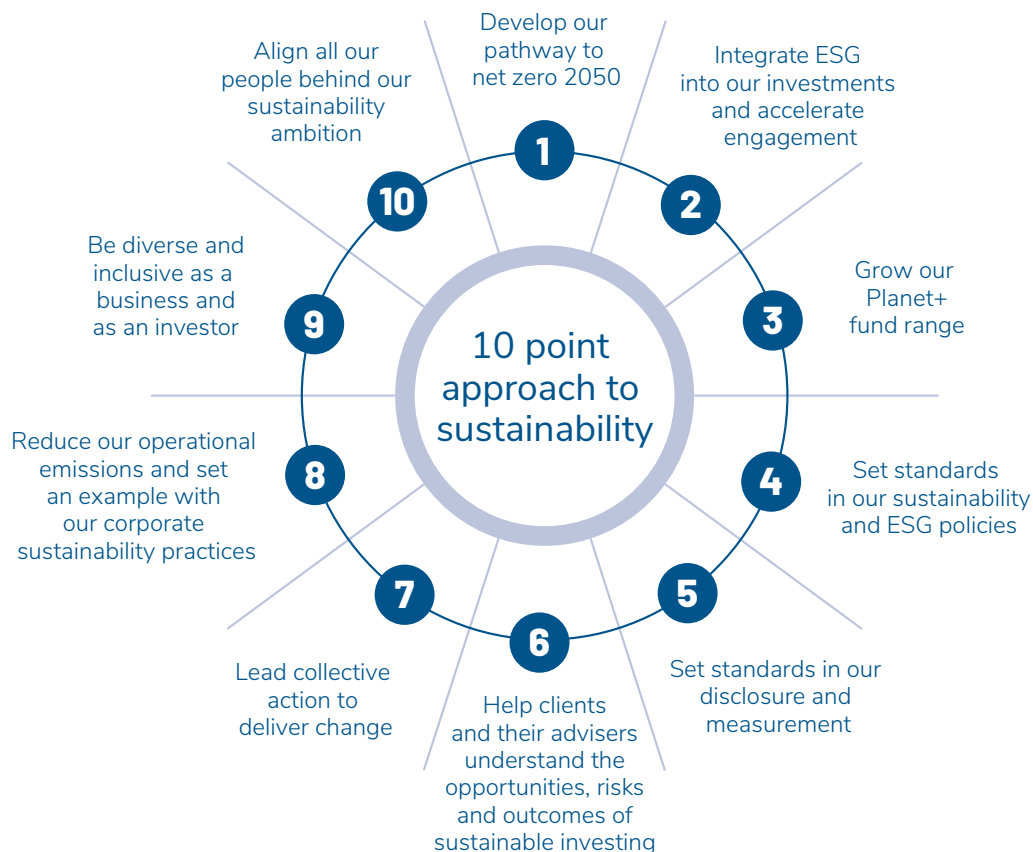 10 point
approach to
sustainability
1
Develop our
pathway to
net zero 2050
2
Integrate ESG
into our investments
and accelerate
engagement
3
Grow our
Planet+
fund range
4
Set standards
in our sustainability
and ESG policies
5
Set standards in our
disclosure and
measurement
6
Help clients
and their advisers
understand the
opportunities, risks
and outcomes of
sustainable investing
7
Lead collective
action to
deliver change
8
Reduce our operational
emissions and set
an example with
our corporate
sustainability practices
9
Be diverse and
inclusive as a
business and
as an investor
10
Align all our
people behind our
sustainability
ambition